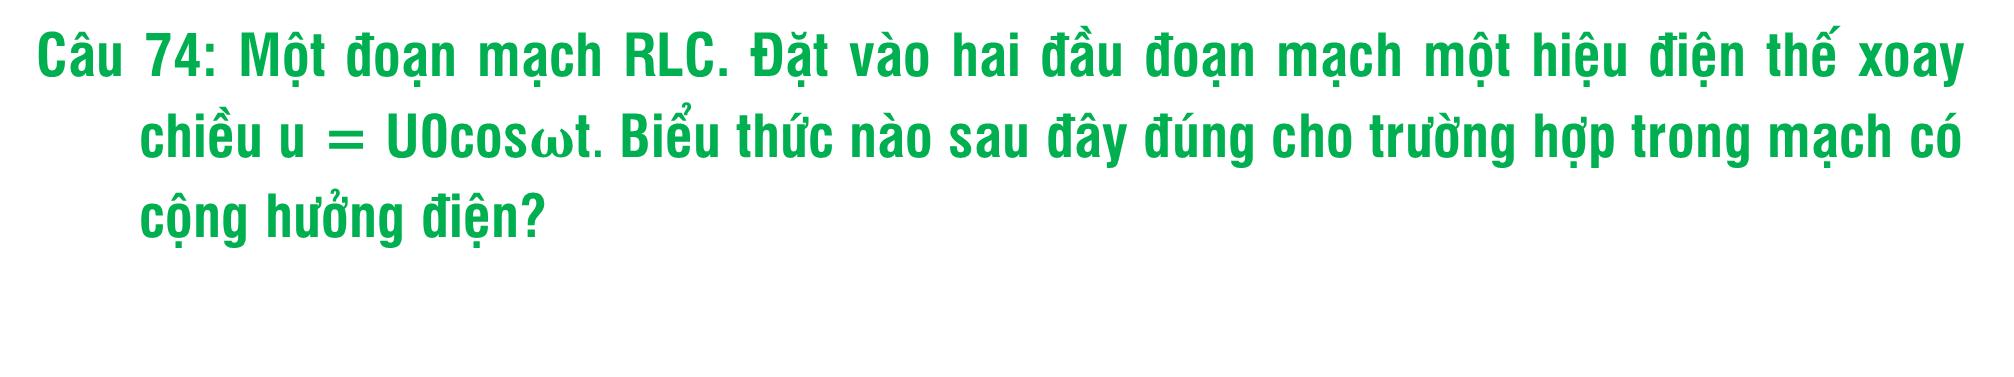 Câu 74: Một đoạn mạch RLC. Đặt vào hai đầu đoạn mạch một hiệu điện thế xoay
chiều u = U0cosωt. Biểu thức nào sau đây đúng cho trường hợp trong mạch có
cộng hưởng điện?